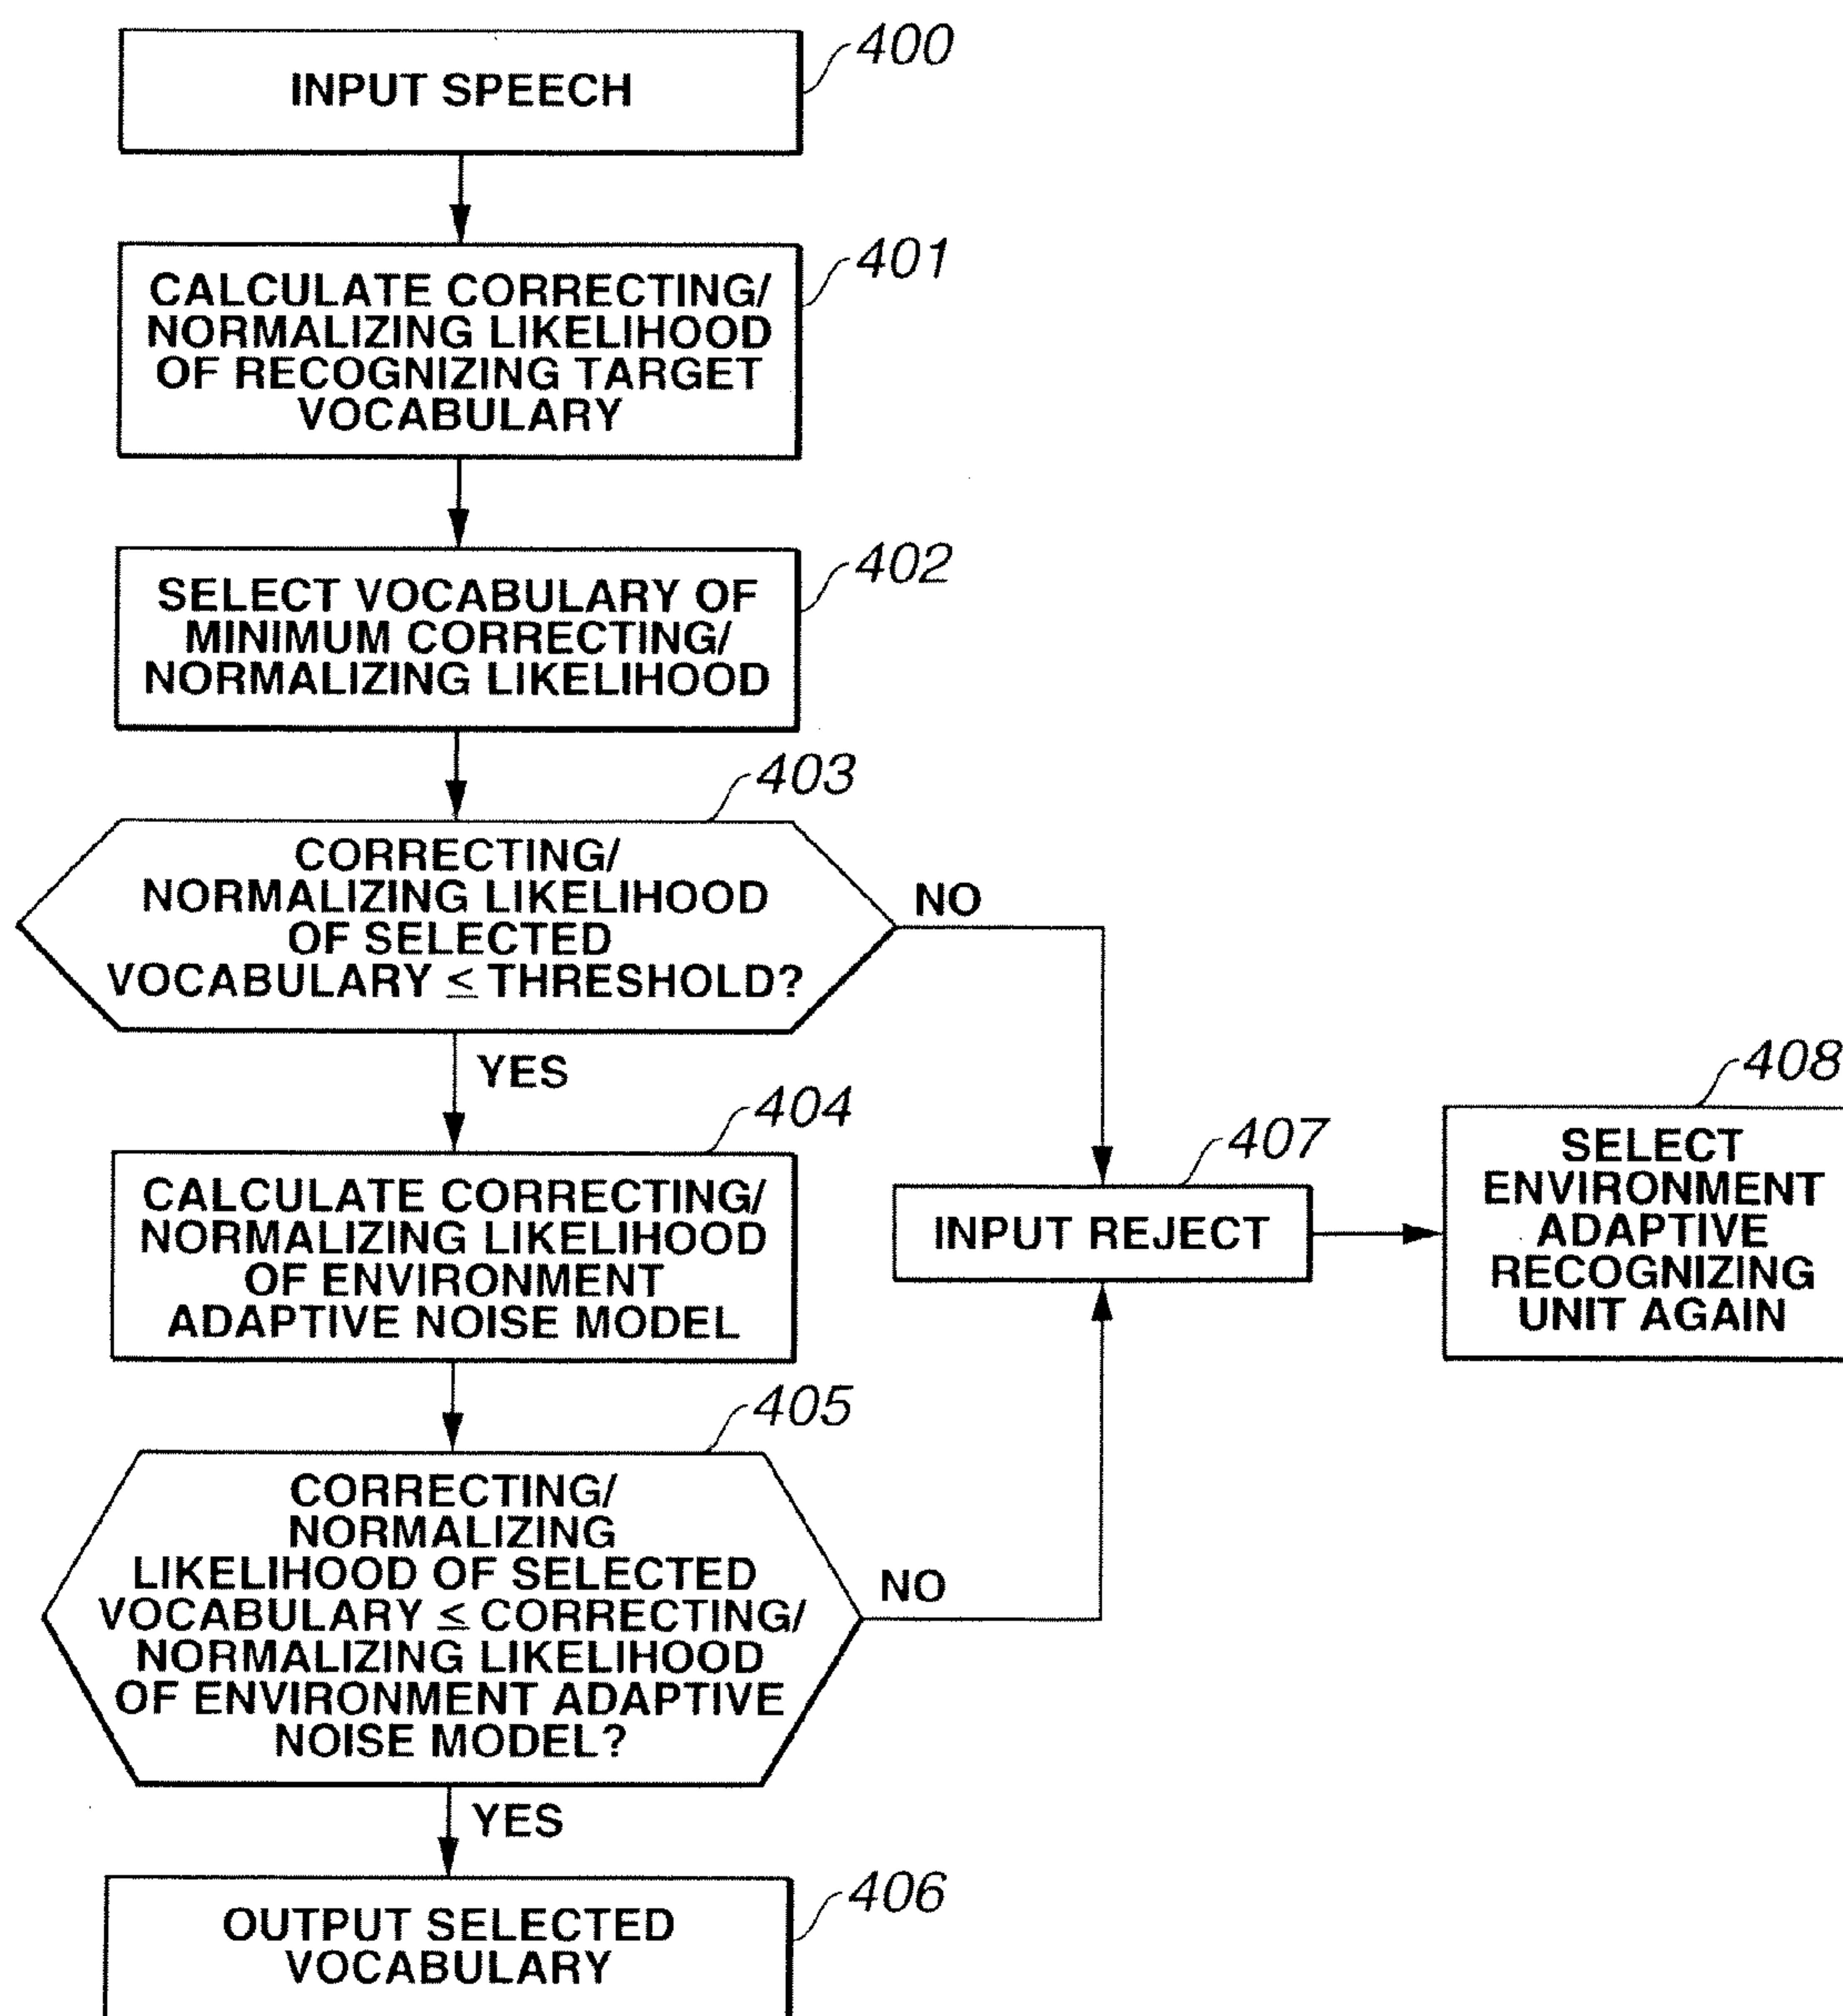 400
INPUT SPEECH
401
CALCULATE CORRECTING/
NORMALIZING LIKELIHOOD
OF RECOGNIZING TARGET
VOCABULARY
402
SELECT VOCABULARY OF
MINIMUM CORRECTING/
NORMALIZING LIKELIHOOD
403
CORRECTING/
NORMALIZING LIKELIHOOD
OF SELECTED
VOCABULARY ≤ THRESHOLD?
NO
YES
404
CALCULATE CORRECTING/
NORMALIZING LIKELIHOOD
OF ENVIRONMENT
ADAPTIVE NOISE MODEL
407
INPUT REJECT
408
SELECT
ENVIRONMENT
ADAPTIVE
RECOGNIZING
UNIT AGAIN
405
CORRECTING/
NORMALIZING
LIKELIHOOD OF SELECTED
VOCABULARY ≤ CORRECTING/
NORMALIZING LIKELIHOOD
OF ENVIRONMENT ADAPTIVE
NOISE MODEL?
NO
YES
406
OUTPUT SELECTED
VOCABULARY